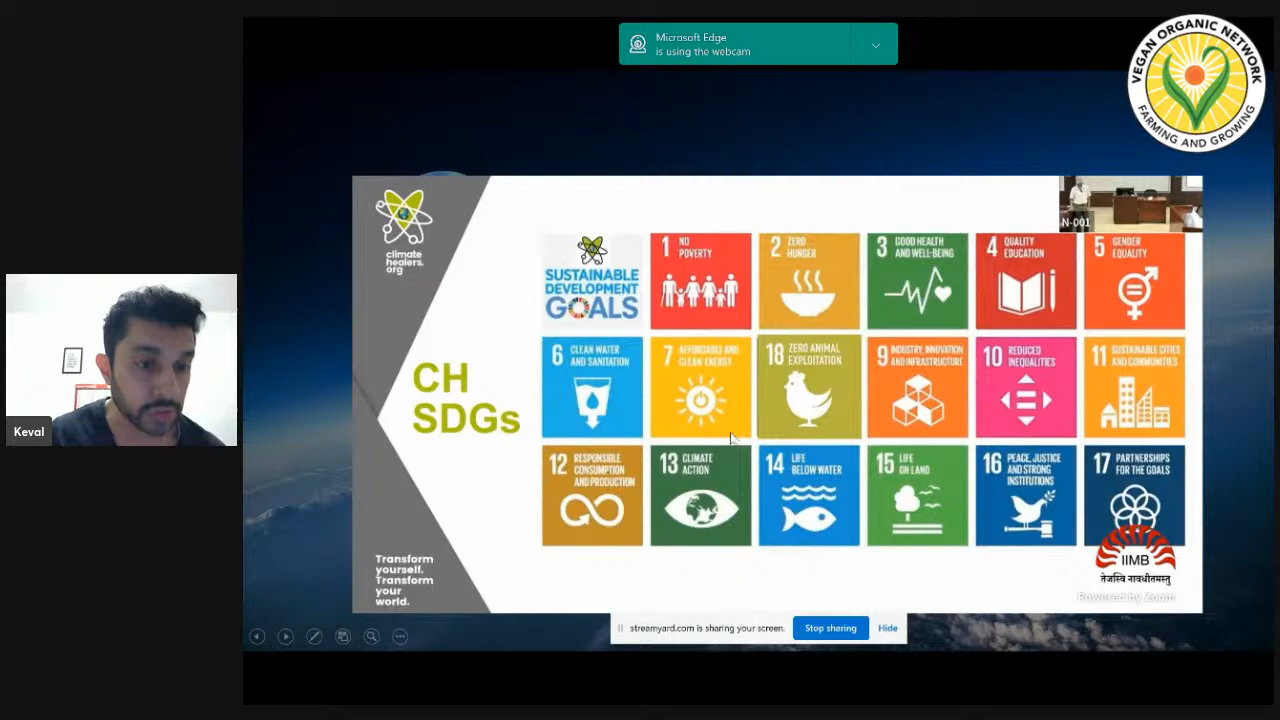 Microsoft Edge
is using the webcam
VEGAN ORGANIC NETWORK
FARMING AND GROWING
climate
healers.
org
N-001
SUSTAINABLE
DEVELOPMENT
GOALS
1 NO
POVERTY
2 ZERO
HUNGER
3 GOOD HEALTH
AND WELL-BEING
4 QUALITY
EDUCATION
5 GENDER
EQUALITY
CH
SDGs
6 CLEAN WATER
AND SANITATION
7 AFFORDABLE AND
CLEAN ENERGY
18 ZERO ANIMAL
EXPLOITATION
9 INDUSTRY, INNOVATION
AND INFRASTRUCTURE
10 REDUCED
INEQUALITIES
11 SUSTAINABLE CITIES
AND COMMUNITIES
12 RESPONSIBLE
CONSUMPTION
AND PRODUCTION
13 CLIMATE
ACTION
14 LIFE
BELOW WATER
15 LIFE
ON LAND
16 PEACE, JUSTICE
AND STRONG
INSTITUTIONS
17 PARTNERSHIPS
FOR THE GOALS
Keval
Transform
yourself.
Transform
your
world.
IIMB
तेजस्वि नावधीतमस्तु
Powered by Zoom
streamyard.com is sharing your screen.
Stop sharing
Hide